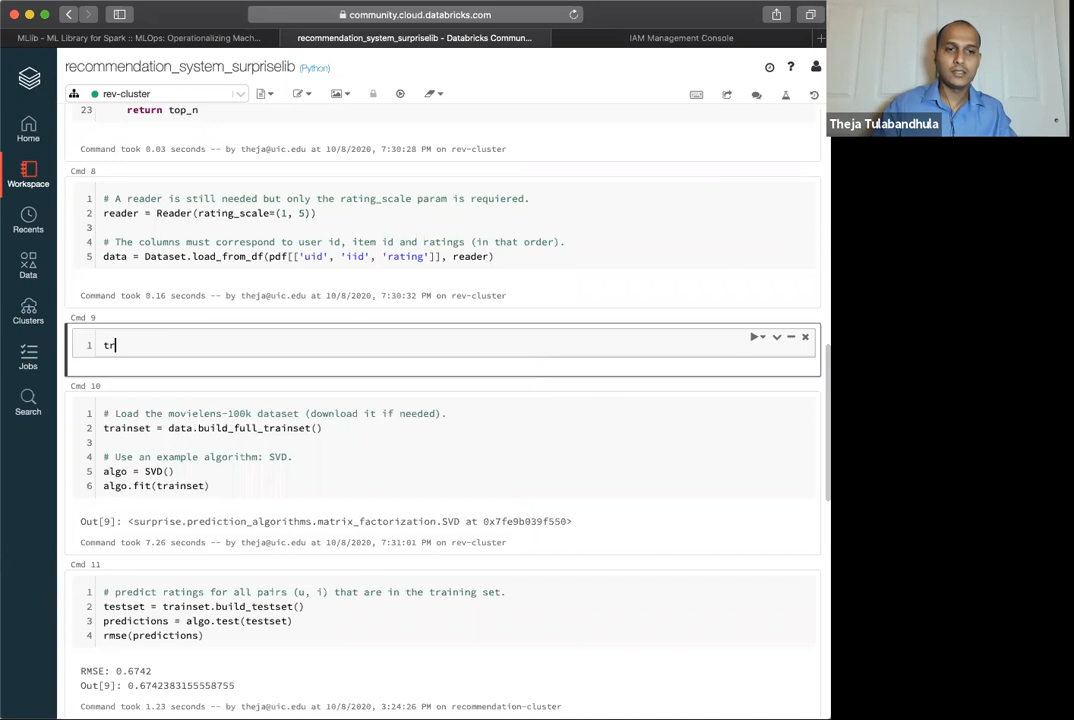 community.cloud.databricks.com
MLlib - ML Library for Spark :: MLOps: Operationalizing Mach...
recommendation_system_surpriselib - Databricks Commun...
IAM Management Console
recommendation_system_surpriselib (Python)
rev-cluster
Home
Workspace
Recents
Data
Clusters
Jobs
Search
Theja Tulabandhula
23 return top_n
Command took 0.03 seconds -- by theja@uic.edu at 10/8/2020, 7:30:28 PM on rev-cluster
Cmd 8
1 # A reader is still needed but only the rating_scale param is requiered.
2 reader = Reader(rating_scale=(1, 5))
3
4 # The columns must correspond to user id, item id and ratings (in that order).
5 data = Dataset.load_from_df(pdf[['uid', 'iid', 'rating']], reader)
Command took 0.16 seconds -- by theja@uic.edu at 10/8/2020, 7:30:32 PM on rev-cluster
Cmd 9
1 tr
Cmd 10
1 # Load the movielens-100k dataset (download it if needed).
2 trainset = data.build_full_trainset()
3
4 # Use an example algorithm: SVD.
5 algo = SVD()
6 algo.fit(trainset)
Out[9]: <surprise.prediction_algorithms.matrix_factorization.SVD at 0x7fe9b039f550>
Command took 7.26 seconds -- by theja@uic.edu at 10/8/2020, 7:31:01 PM on rev-cluster
Cmd 11
1 # predict ratings for all pairs (u, i) that are in the training set.
2 testset = trainset.build_testset()
3 predictions = algo.test(testset)
4 rmse(predictions)
RMSE: 0.6742
Out[9]: 0.6742383155558755
Command took 1.23 seconds -- by theja@uic.edu at 10/8/2020, 3:24:26 PM on recommendation-cluster